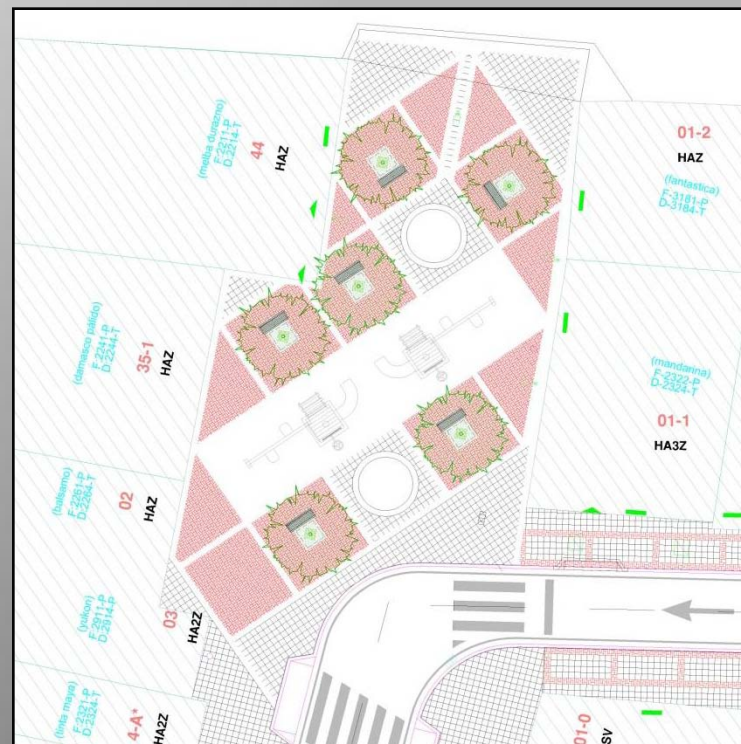 (melba durazno)
F:2211-P
D:2214-T
44
HAZ
01-2
HAZ
(fantastica)
F-3181-P
D-3184-T
(damasco pálido)
F:2241-P
D:2244-T
35-1
HAZ
(mandarina)
F-2322-P
D-2324-T
01-1
HA3Z
(balsamo)
F:2261-P
D:2264-T
02
HAZ
(yukon)
F:2911-P
D:2914-P
03
HA2Z
(tinta maya)
F:2321-P
D:2324-T
4-A*
HA2Z
01-0
SV